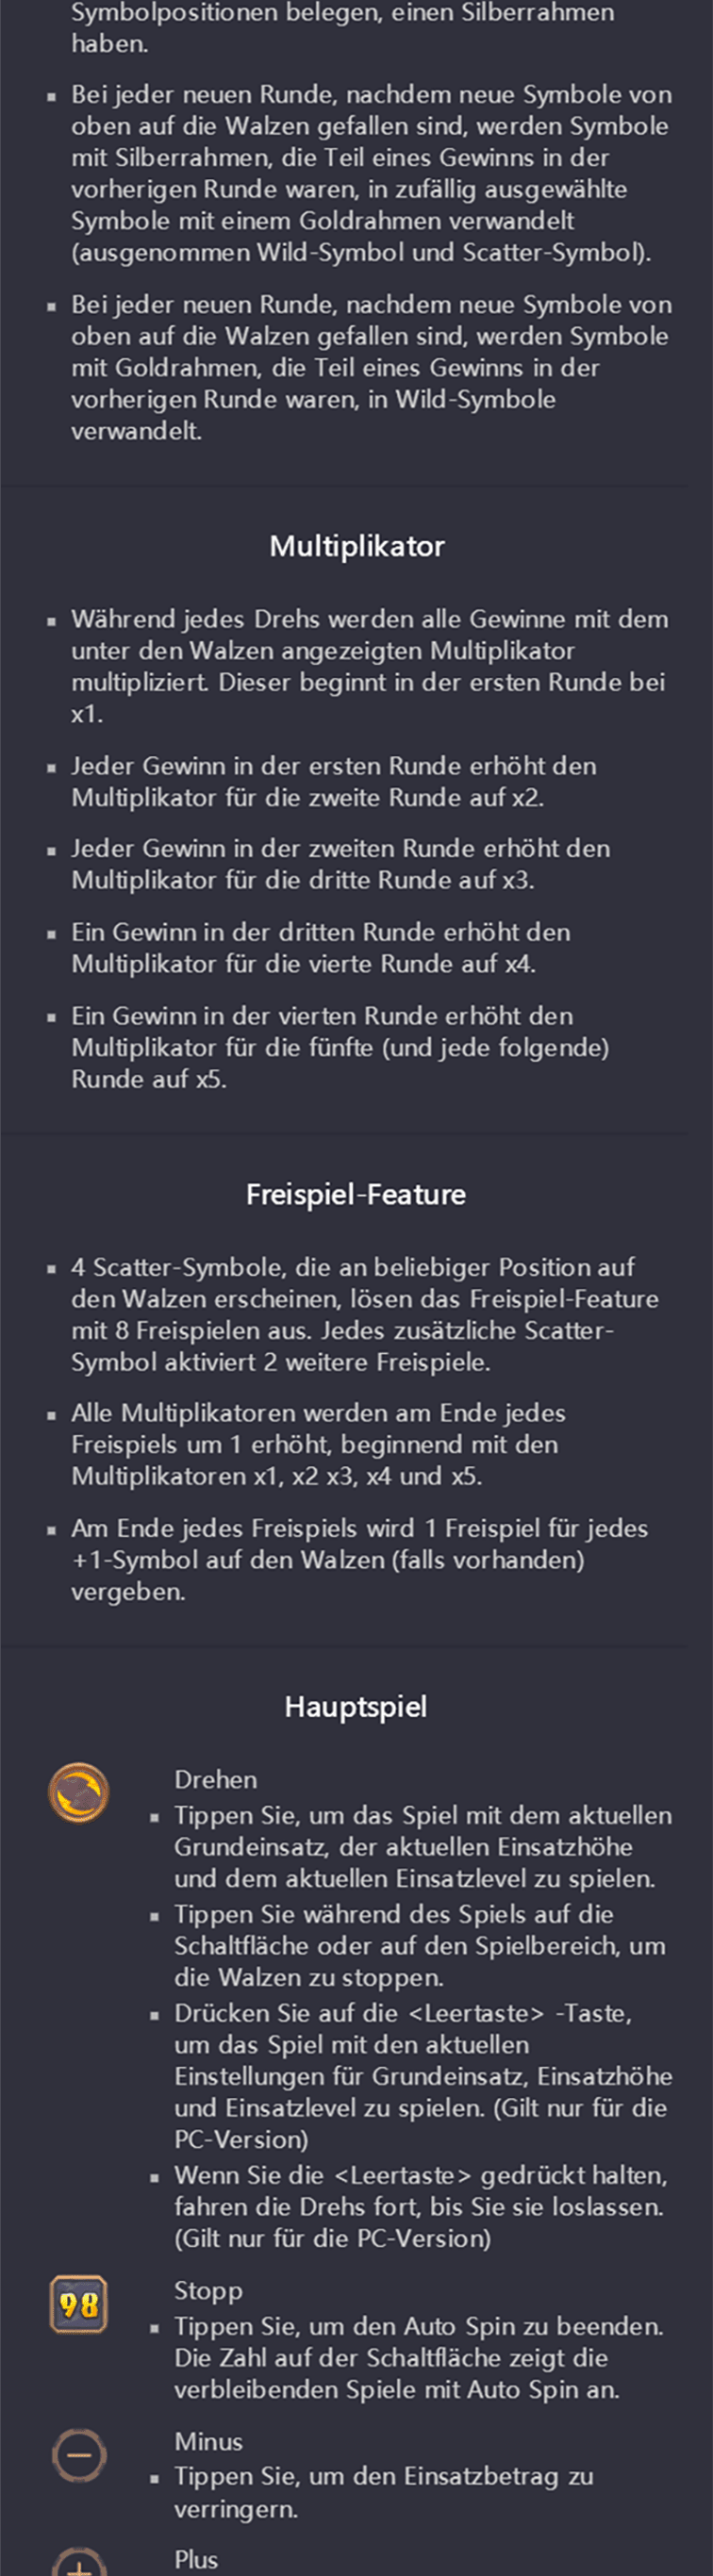 Symbolpositionen belegen, einen Silberrahmen
haben.
▪ Bei jeder neuen Runde, nachdem neue Symbole von
oben auf die Walzen gefallen sind, werden Symbole
mit Silberrahmen, die Teil eines Gewinns in der
vorherigen Runde waren, in zufällig ausgewählte
Symbole mit einem Goldrahmen verwandelt
(ausgenommen Wild-Symbol und Scatter-Symbol).
▪ Bei jeder neuen Runde, nachdem neue Symbole von
oben auf die Walzen gefallen sind, werden Symbole
mit Goldrahmen, die Teil eines Gewinns in der
vorherigen Runde waren, in Wild-Symbole
verwandelt.
Multiplikator
▪ Während jedes Drehs werden alle Gewinne mit dem
unter den Walzen angezeigten Multiplikator
multipliziert. Dieser beginnt in der ersten Runde bei
x1.
▪ Jeder Gewinn in der ersten Runde erhöht den
Multiplikator für die zweite Runde auf x2.
▪ Jeder Gewinn in der zweiten Runde erhöht den
Multiplikator für die dritte Runde auf x3.
▪ Ein Gewinn in der dritten Runde erhöht den
Multiplikator für die vierte Runde auf x4.
▪ Ein Gewinn in der vierten Runde erhöht den
Multiplikator für die fünfte (und jede folgende)
Runde auf x5.
Freispiel-Feature
▪ 4 Scatter-Symbole, die an beliebiger Position auf
den Walzen erscheinen, lösen das Freispiel-Feature
mit 8 Freispielen aus. Jedes zusätzliche Scatter-
Symbol aktiviert 2 weitere Freispiele.
▪ Alle Multiplikatoren werden am Ende jedes
Freispiels um 1 erhöht, beginnend mit den
Multiplikatoren x1, x2 x3, x4 und x5.
▪ Am Ende jedes Freispiels wird 1 Freispiel für jedes
+1-Symbol auf den Walzen (falls vorhanden)
vergeben.
Hauptspiel
Drehen
▪ Tippen Sie, um das Spiel mit dem aktuellen
Grundeinsatz, der aktuellen Einsatzhöhe
und dem aktuellen Einsatzlevel zu spielen.
▪ Tippen Sie während des Spiels auf die
Schaltfläche oder auf den Spielbereich, um
die Walzen zu stoppen.
▪ Drücken Sie auf die <Leertaste> -Taste,
um das Spiel mit den aktuellen
Einstellungen für Grundeinsatz, Einsatzhöhe
und Einsatzlevel zu spielen. (Gilt nur für die
PC-Version)
▪ Wenn Sie die <Leertaste> gedrückt halten,
fahren die Drehs fort, bis Sie sie loslassen.
(Gilt nur für die PC-Version)
98
Stopp
▪ Tippen Sie, um den Auto Spin zu beenden.
Die Zahl auf der Schaltfläche zeigt die
verbleibenden Spiele mit Auto Spin an.
Minus
▪ Tippen Sie, um den Einsatzbetrag zu
verringern.
Plus